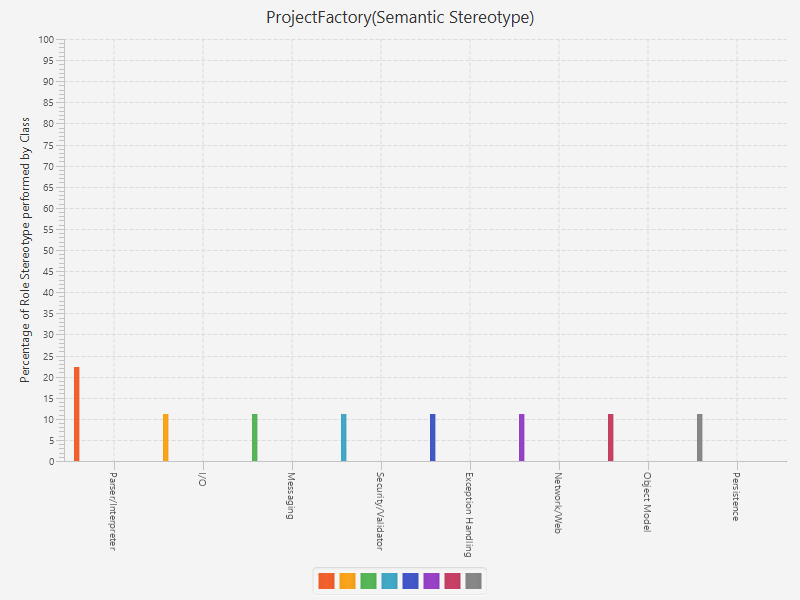 ProjectFactory(Semantic Stereotype)
Percentage of Role Stereotype performed by Class
100
95
90
85
80
75
70
65
60
55
50
45
40
35
30
25
20
15
10
5
0
Parser/Interpreter
I/O
Messaging
Security/Validator
Exception Handling
Network/Web
Object Model
Persistence